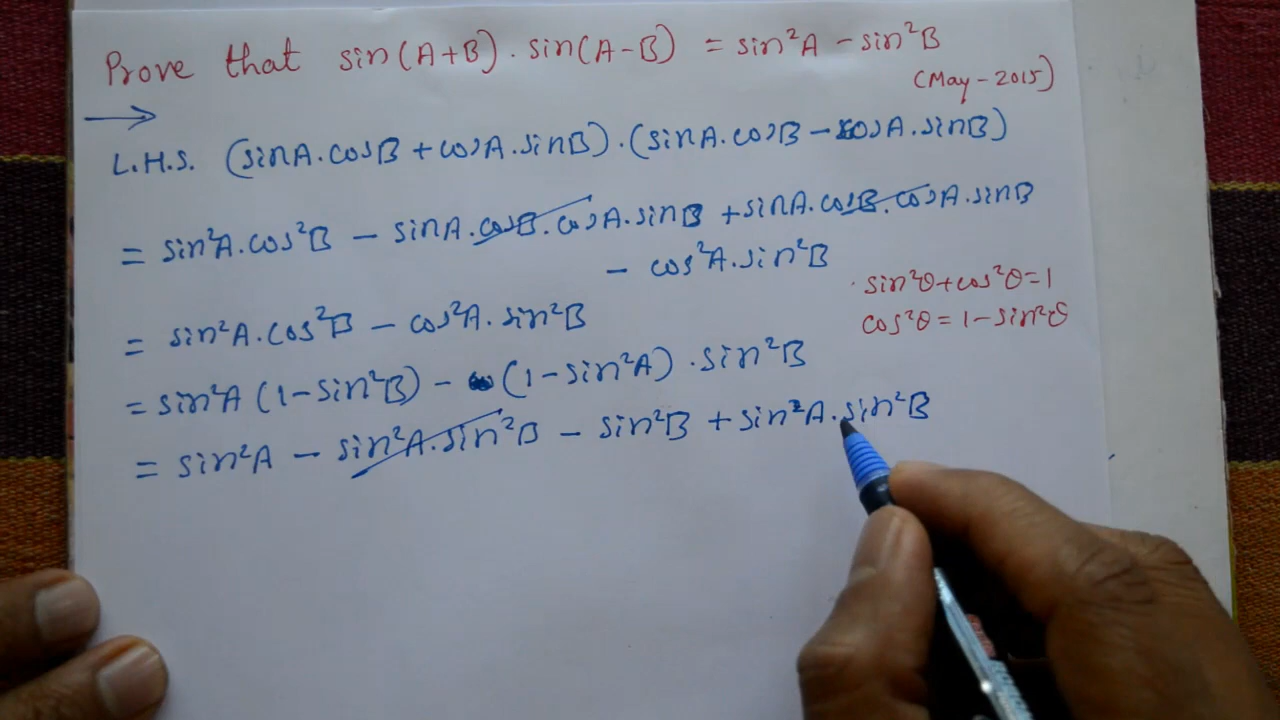 Prove that sin(A+B).sin(A-B) = sin²A - sin²B
(May-2015)
L.H.S. (sinA.cosB+cosA.sinB).(sinA.cosB-cosA.sinB)
= sin²A.cos²B - sinA.cosB.cosA.sinB +sinA.cosB.cosA.sinB
- cos²A.sin²B
sin²θ+cos²θ=1
= sin²A.cos²B - cos²A.sin²B
cos²θ=1-sin²θ
= sin²A(1-sin²B) - (1-sin²A).sin²B
= sin²A - sin²A.sin²B - sin²B +sin²A.sin²B